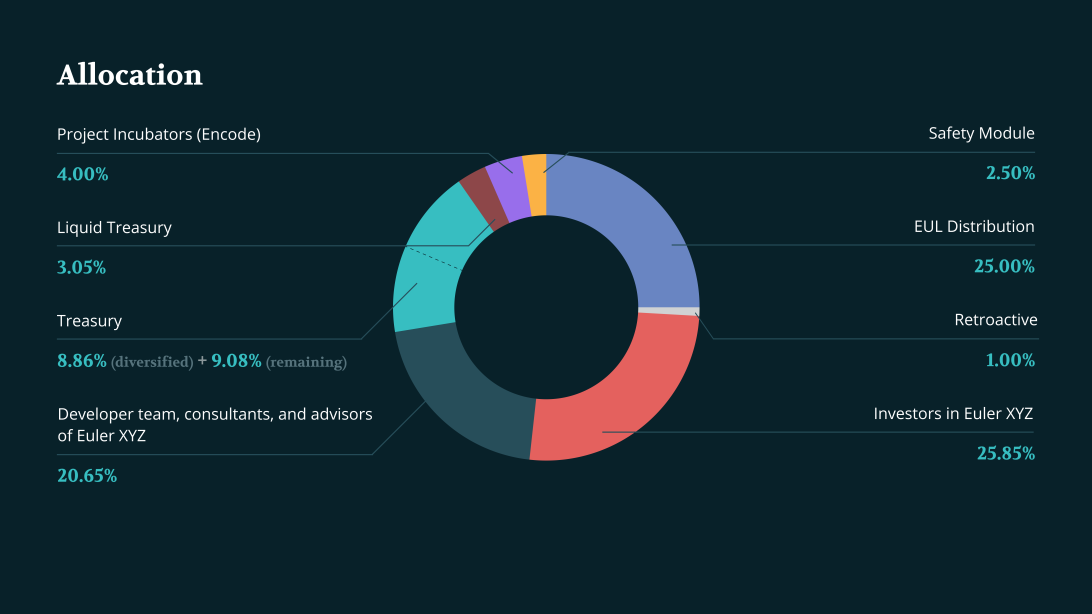 Allocation
Project Incubators (Encode)
4.00%
Liquid Treasury
3.05%
Treasury
8.86% (diversified) + 9.08% (remaining)
Developer team, consultants, and advisors
of Euler XYZ
20.65%
Safety Module
2.50%
EUL Distribution
25.00%
Retroactive
1.00%
Investors in Euler XYZ
25.85%